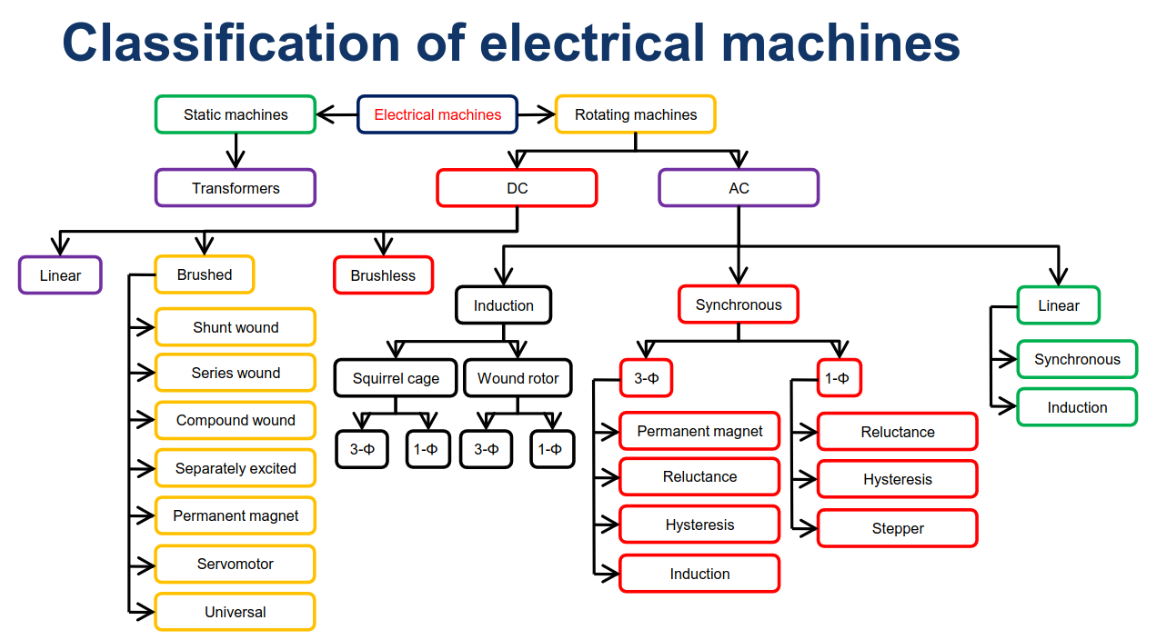 Classification of electrical machines
Static machines
Electrical machines
Rotating machines
Transformers
DC
AC
Linear
Brushed
Brushless
Shunt wound
Series wound
Compound wound
Separately excited
Permanent magnet
Servomotor
Universal
Induction
Synchronous
Linear
Squirrel cage
Wound rotor
3-Φ
1-Φ
3-Φ
1-Φ
3-Φ
1-Φ
Permanent magnet
Reluctance
Hysteresis
Induction
Reluctance
Hysteresis
Stepper
Synchronous
Induction